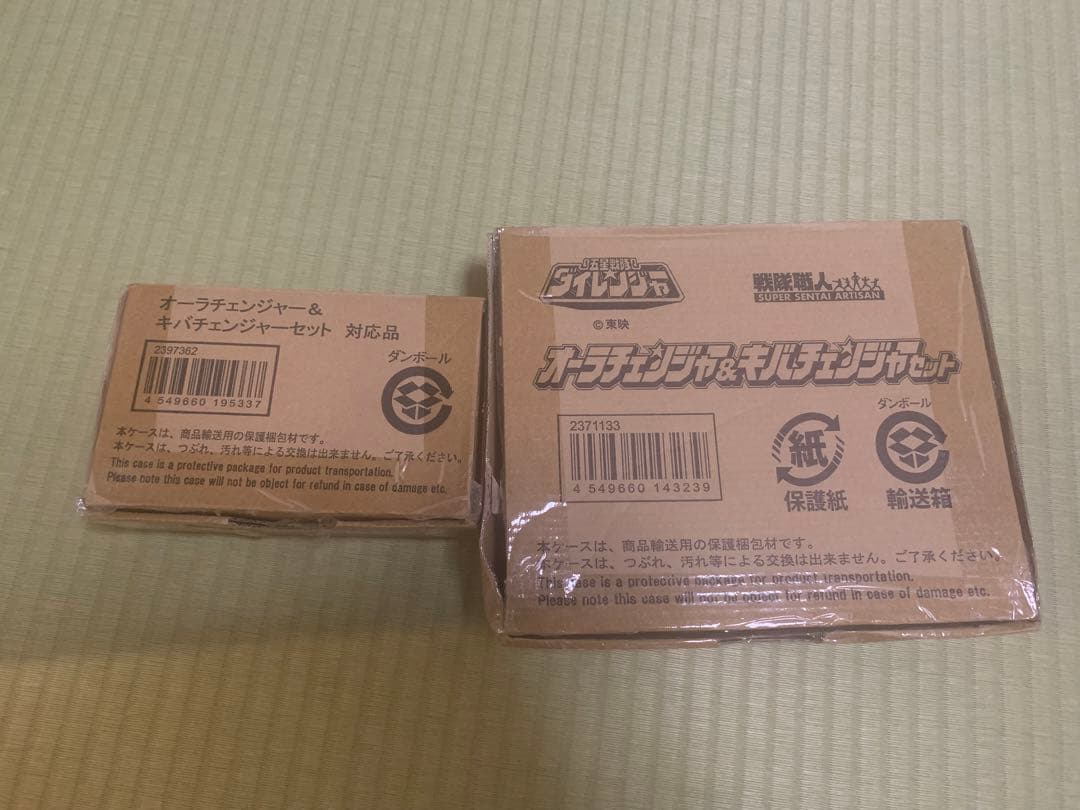 オーラチェンジャー＆
キバチェンジャーセット 対応品
2397362
4 549660 195337
ダンボール
本ケースは、商品輸送用の保護梱包材です。
本ケースは、つぶれ、汚れ等による交換は出来ません。ご了承ください。
This case is a protective package for product transportation.
Please note this case will not be object for refund in case of damage etc.
五星戦隊
ダイレンジャー
©東映
戦隊職人
SUPER SENTAI ARTISAN
オーラチェンジャー&キバチェンジャーセット
2371133
4 549660 143239
紙
保護紙
ダンボール
輸送箱
本ケースは、商品輸送用の保護梱包材です。
本ケースは、つぶれ、汚れ等による交換は出来ません。ご了承ください。
This case is a protective package for product transportation.
Please note this case will not be object for refund in case of damage etc.